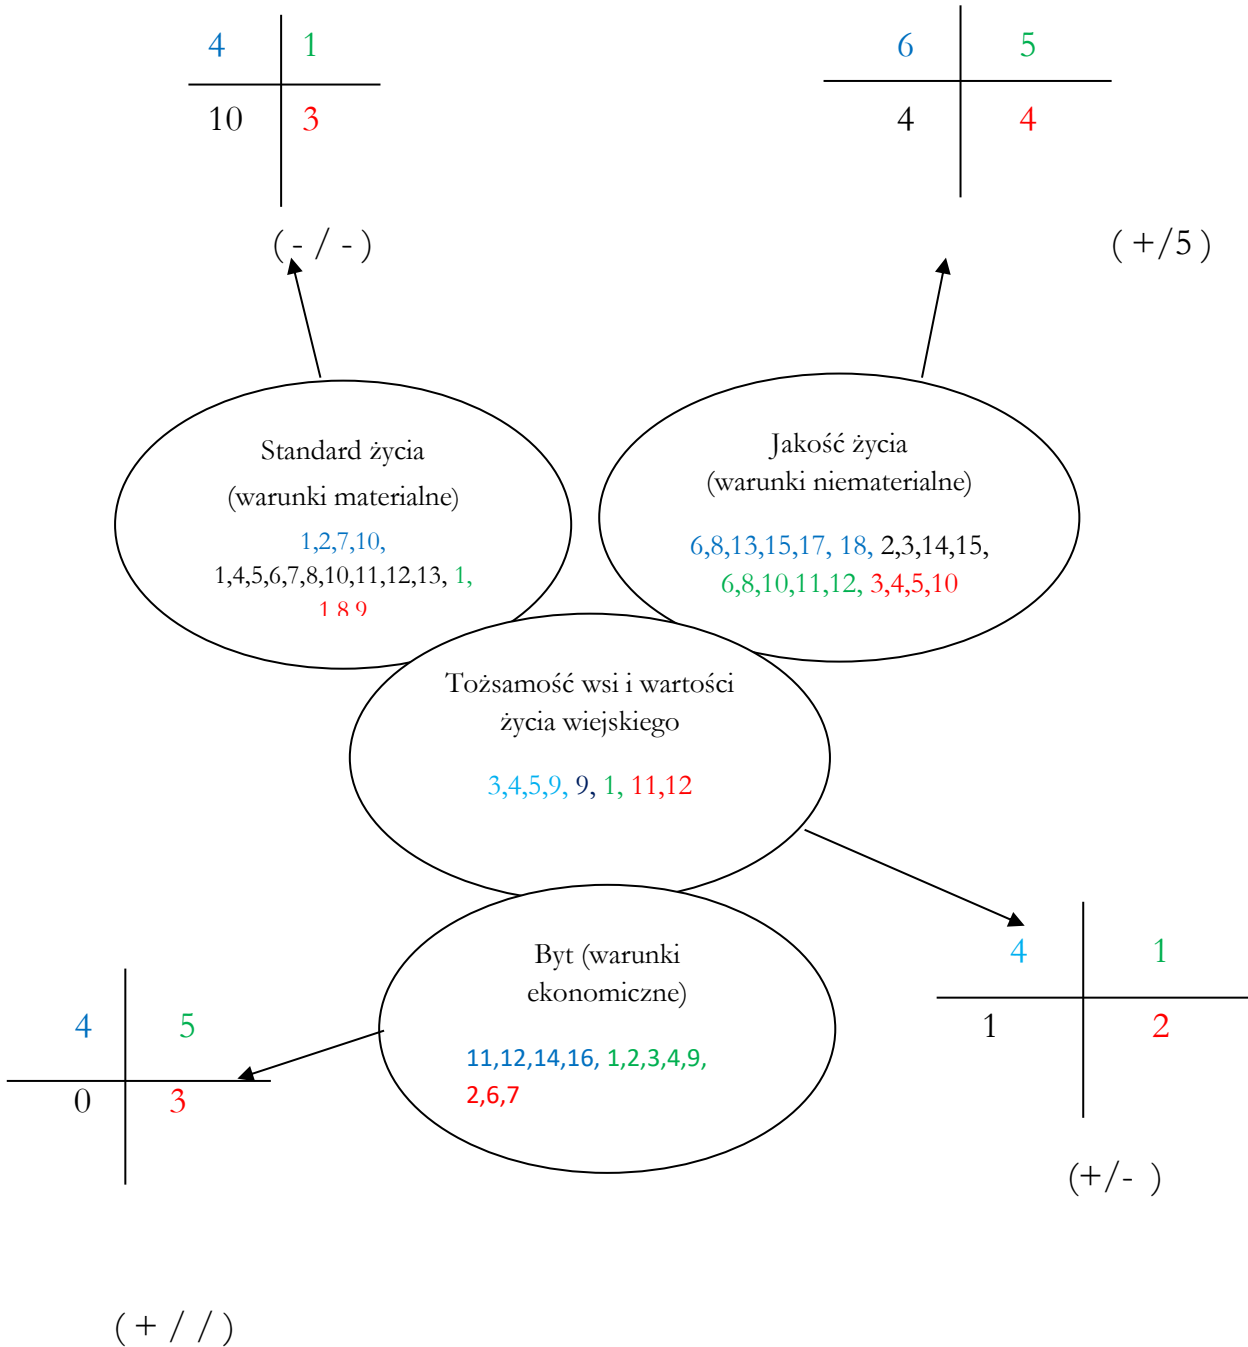 4 1
10 3
( - / - )
6 5
4 4
( +/5 )
Standard życia
(warunki materialne)
1,2,7,10,
1,4,5,6,7,8,10,11,12,13, 1,
1,8,9
Jakość życia
(warunki niematerialne)
6,8,13,15,17, 18, 2,3,14,15,
6,8,10,11,12, 3,4,5,10
Tożsamość wsi i wartości
życia wiejskiego
3,4,5,9, 9, 1, 11,12
Byt (warunki
ekonomiczne)
11,12,14,16, 1,2,3,4,9,
2,6,7
4 1
1 2
(+/- )
4 5
0 3
( + / / )